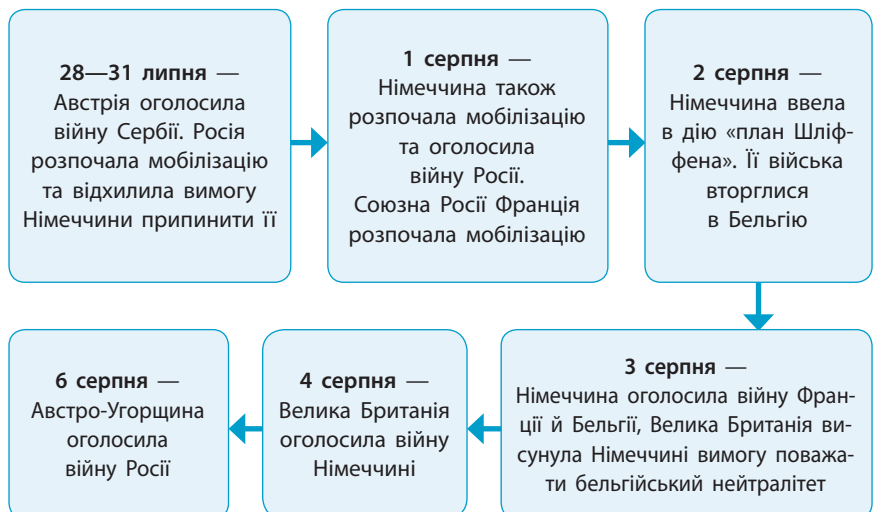 28—31 липня —
Австрія оголосила
війну Сербії. Росія
розпочала мобілізацію
та відхилила вимогу
Німеччини припинити її
1 серпня —
Німеччина також
розпочала мобілізацію
та оголосила
війну Росії.
Союзна Росії Франція
розпочала мобілізацію
2 серпня —
Німеччина ввела
в дію «план Шліф-
фена». Її війська
вторглися
в Бельгію
3 серпня —
Німеччина оголосила війну Фран-
ції й Бельгії, Велика Британія ви-
сунула Німеччині вимогу поважа-
ти бельгійський нейтралітет
4 серпня —
Велика Британія
оголосила війну
Німеччині
6 серпня —
Австро-Угорщина
оголосила
війну Росії